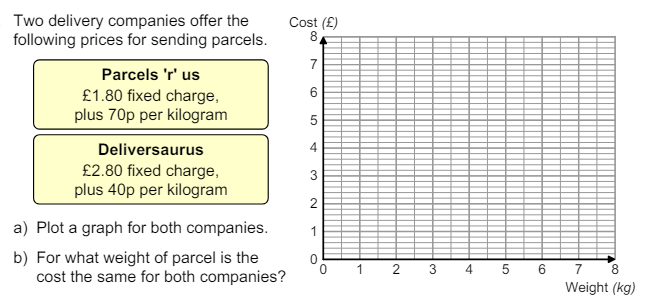 Two delivery companies offer the
following prices for sending parcels.
Parcels 'r' us
£1.80 fixed charge,
plus 70p per kilogram
Deliversaurus
£2.80 fixed charge,
plus 40p per kilogram
a) Plot a graph for both companies.
b) For what weight of parcel is the
cost the same for both companies?
Cost (£)
8
7
6
5
4
3
2
1
0
0 1 2 3 4 5 6 7 8
Weight (kg)